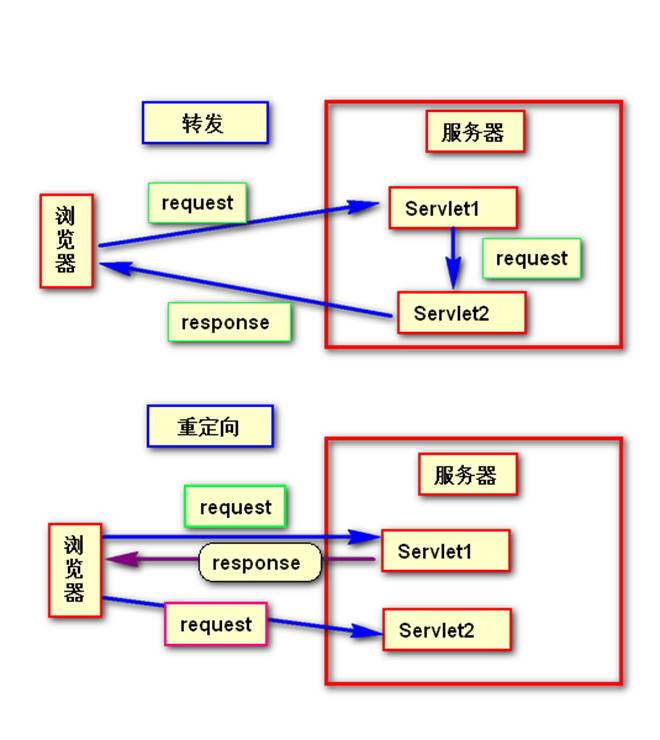 转发
服务器
request
Servlet1
浏
览
器
request
response
Servlet2
重定向
服务器
request
Servlet1
浏
览
器
response
request
Servlet2